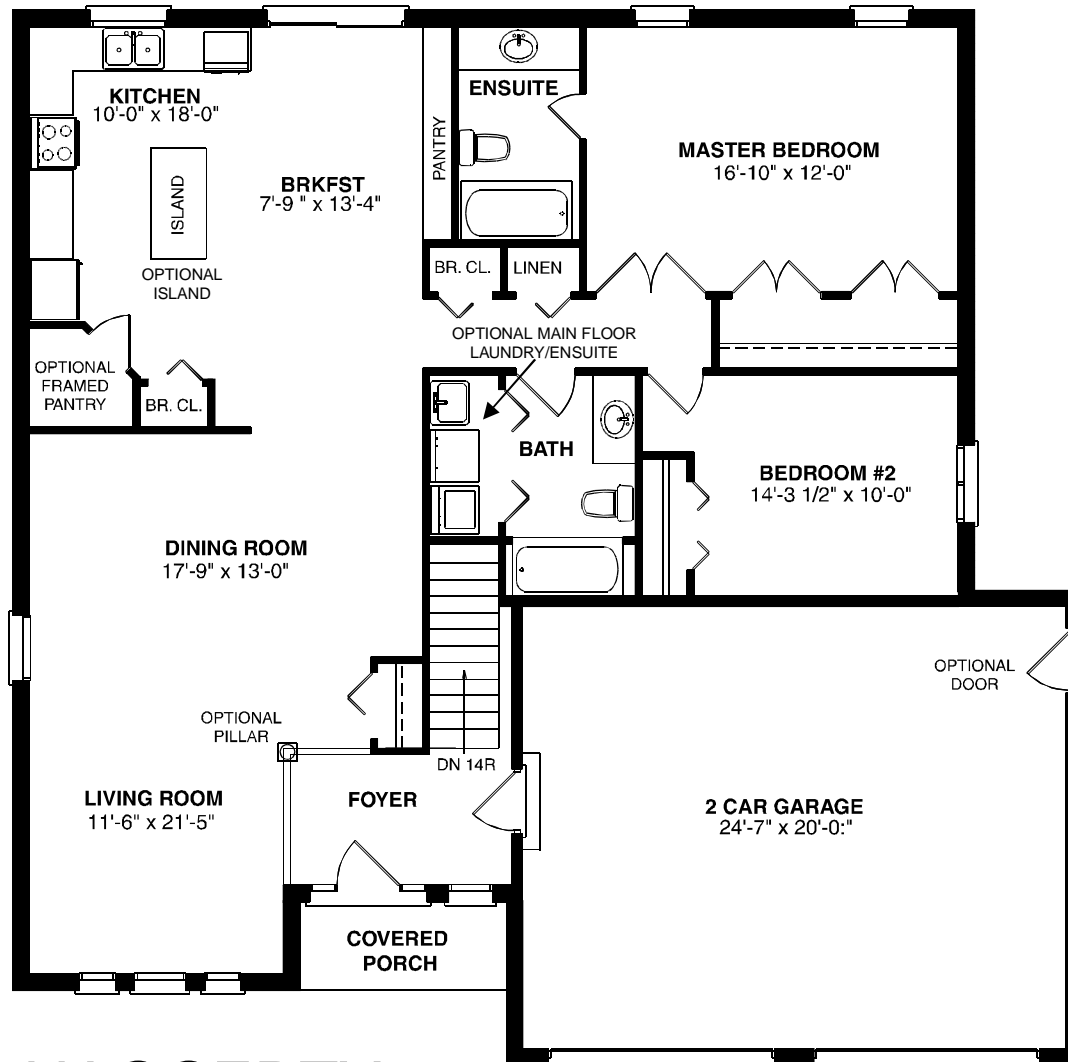 ENSUITE
KITCHEN
10'-0" x 18'-0"
PANTRY
MASTER BEDROOM
16'-10" x 12'-0"
BRKFST
7'-9 " x 13'-4"
ISLAND
OPTIONAL
ISLAND
BR. CL.
LINEN
OPTIONAL MAIN FLOOR
LAUNDRY/ENSUITE
OPTIONAL
FRAMED
PANTRY
BR. CL.
BATH
BEDROOM #2
14'-3 1/2" x 10'-0"
DINING ROOM
17'-9" x 13'-0"
OPTIONAL
DOOR
OPTIONAL
PILLAR
DN 14R
LIVING ROOM
11'-6" x 21'-5"
FOYER
2 CAR GARAGE
24'-7" x 20'-0:"
COVERED
PORCH